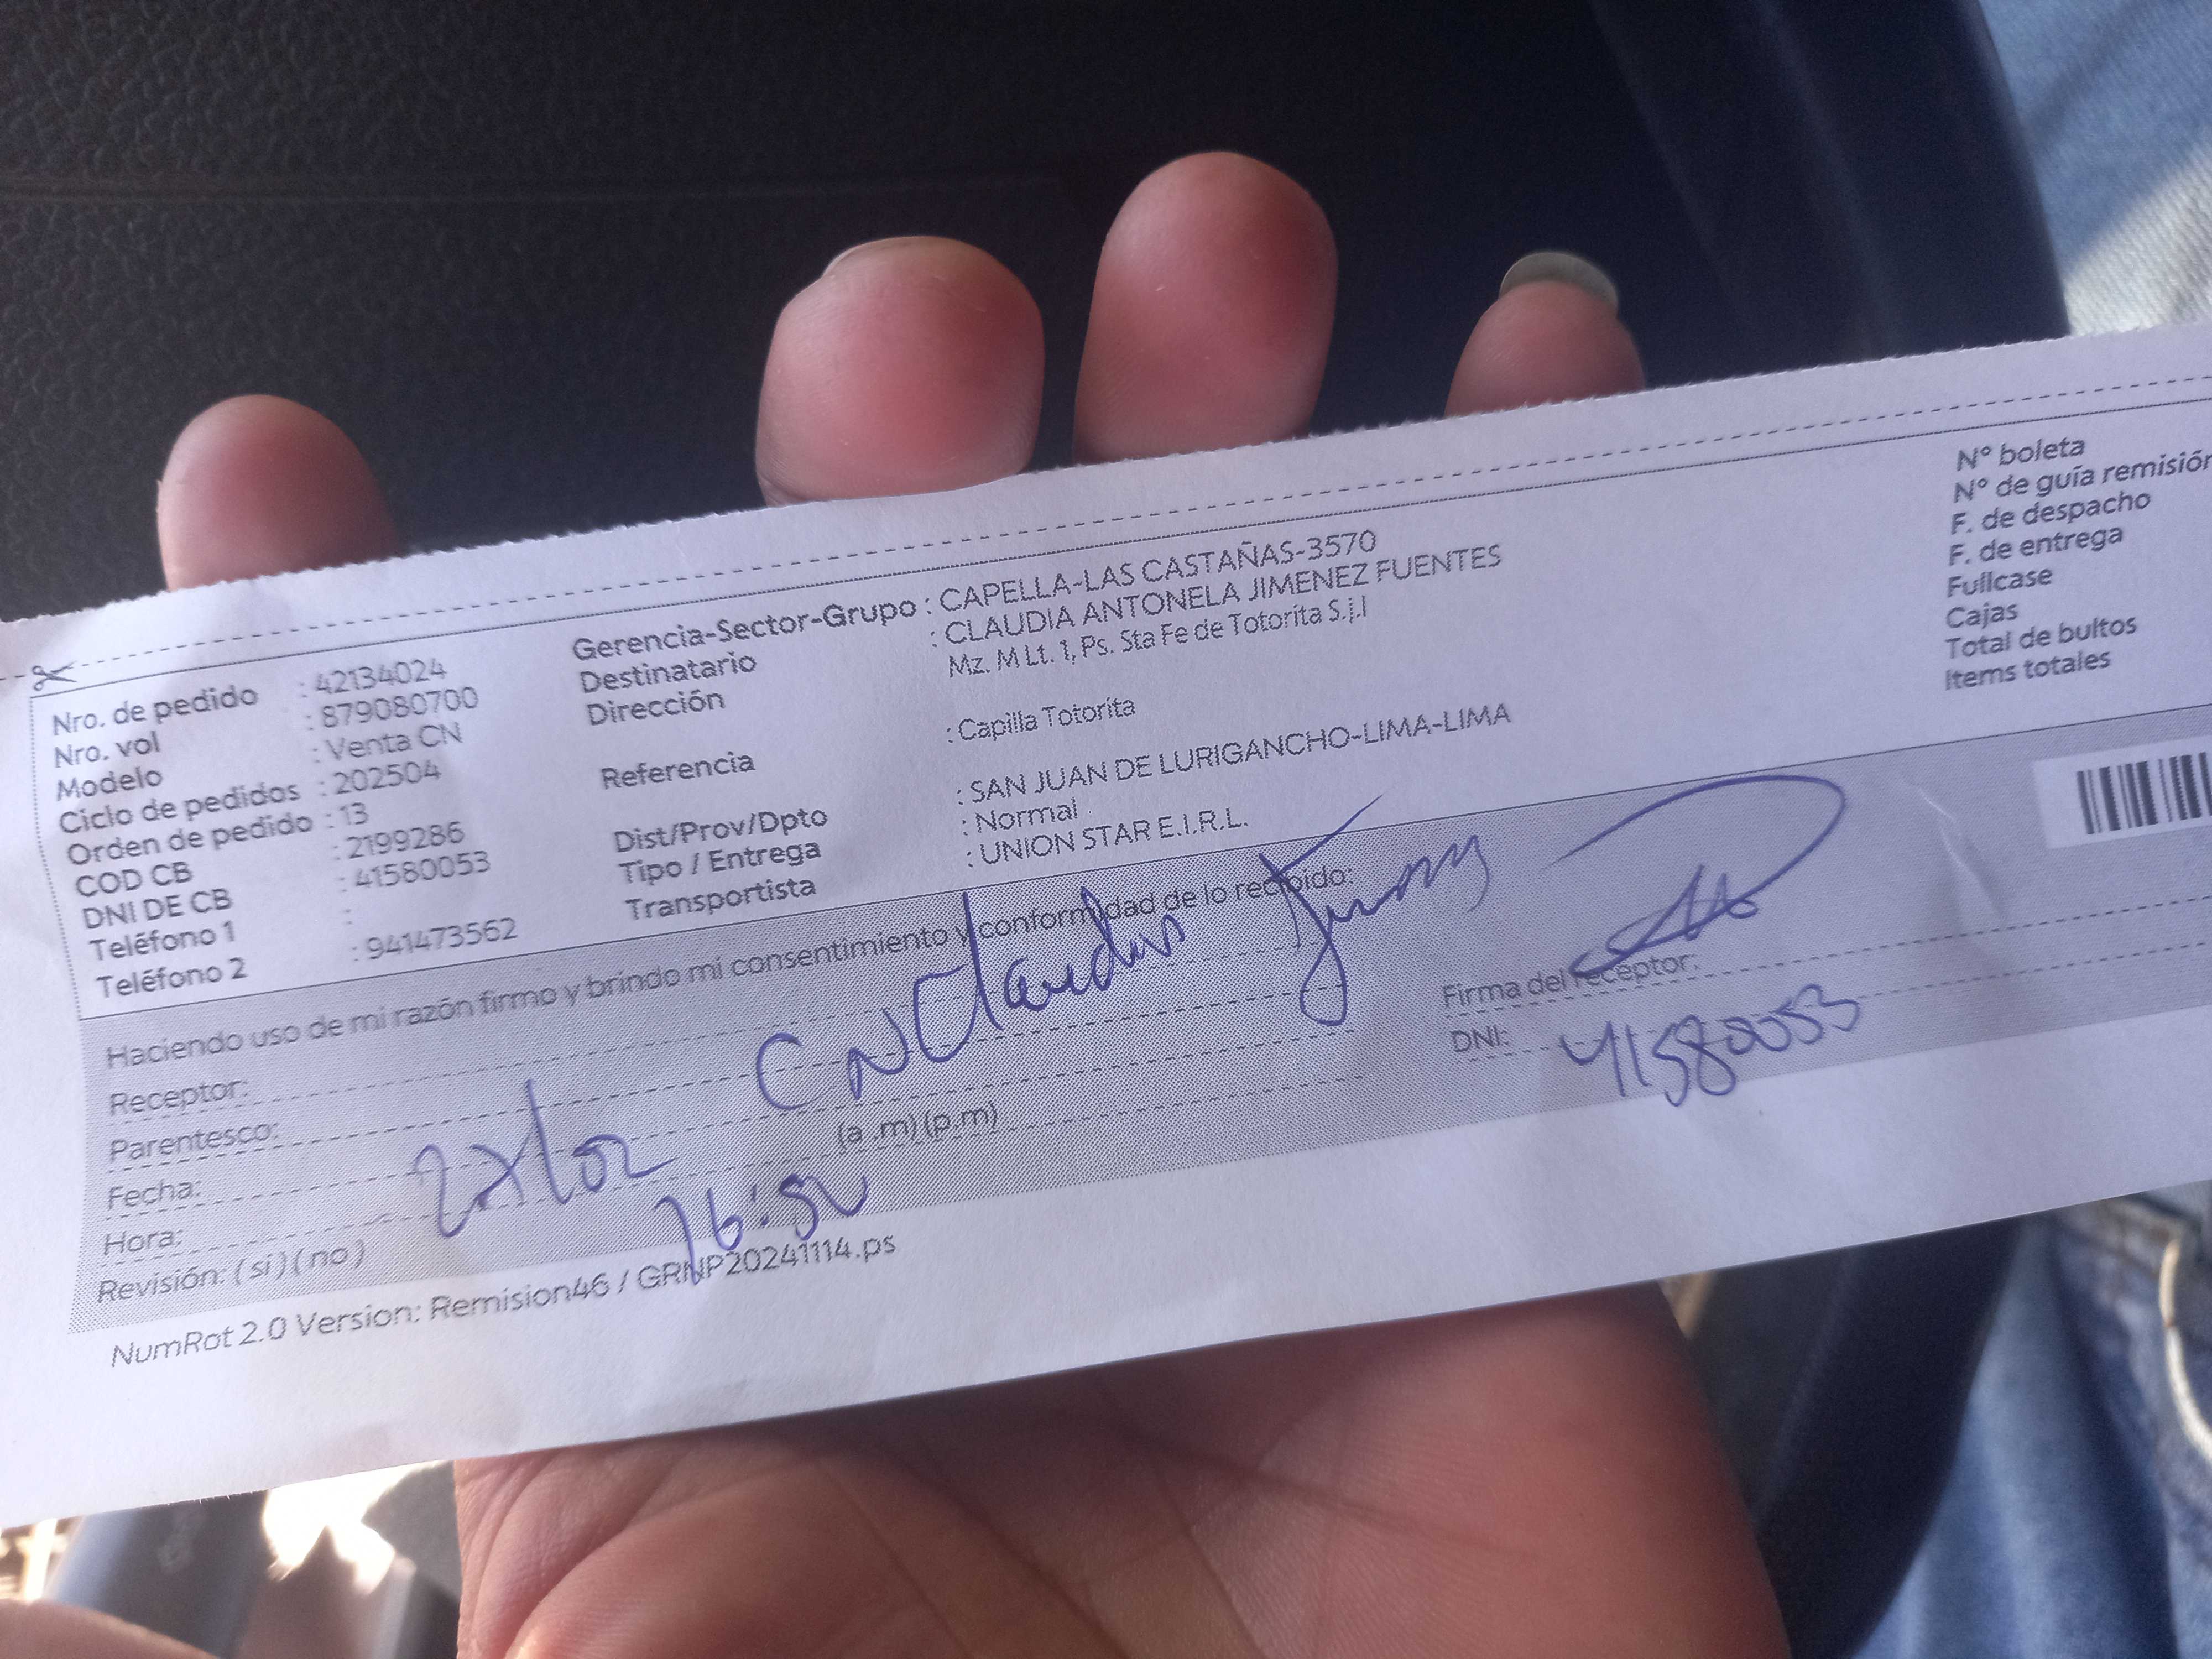 Nro. de pedido : 42134024
Nro. vol : 879080700
Modelo : Venta CN
Ciclo de pedidos : 202504
Orden de pedido : 13
COD CB : 2199286
DNI DE CB : 41580053
Teléfono 1 :
Teléfono 2 : 941473562
Gerencia-Sector-Grupo : CAPELLA-LAS CASTAÑAS-3570
Destinatario : CLAUDIA ANTONELA JIMENEZ FUENTES
Dirección Mz. M Lt. 1, Ps. Sta Fe de Totorita S.j.l
Referencia : Capilla Totorita
Dist/Prov/Dpto : SAN JUAN DE LURIGANCHO-LIMA-LIMA
Tipo / Entrega : Normal
Transportista : UNION STAR E.I.R.L.
N° boleta
N° de guía remisión
F. de despacho
F. de entrega
Fullcase
Cajas
Total de bultos
Items totales
Haciendo uso de mi razón firmo y brindo mi consentimiento y conformidad de lo recibido:
Receptor: Claudia
Parentesco: CN
Fecha:
Hora: 16:50 (a .m) (p.m)
Revisión: ( si ) ( no )
Firma del receptor:
DNI: 41580053
NumRot 2.0 Version: Remision46 / GRNP20241114.ps